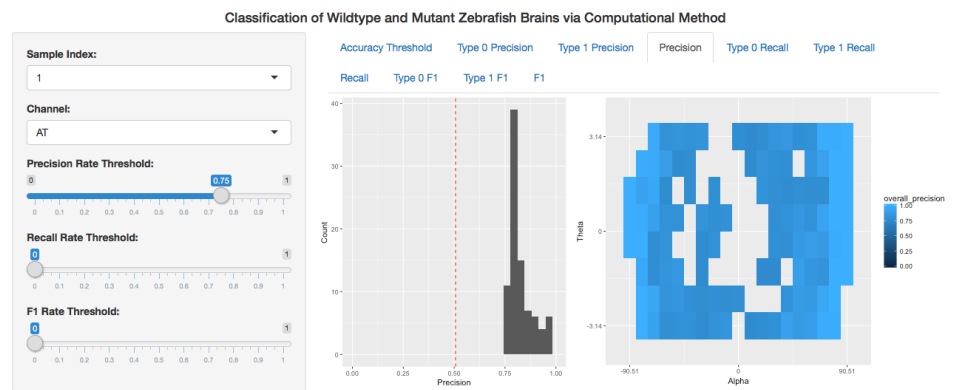 Classification of Wildtype and Mutant Zebrafish Brains via Computational Method
Sample Index:
1
Channel:
AT
Precision Rate Threshold:
0 0.75 1
0 0.1 0.2 0.3 0.4 0.5 0.6 0.7 0.8 0.9 1
Recall Rate Threshold:
0 1
0 0.1 0.2 0.3 0.4 0.5 0.6 0.7 0.8 0.9 1
F1 Rate Threshold:
0 1
0 0.1 0.2 0.3 0.4 0.5 0.6 0.7 0.8 0.9 1
Accuracy Threshold Type 0 Precision Type 1 Precision Precision Type 0 Recall Type 1 Recall
Recall Type 0 F1 Type 1 F1 F1
40
30
20
10
0
Count
0.00 0.25 0.50 0.75 1.00
Precision
3.14
0
-3.14
Theta
-90.51 0 90.51
Alpha
overall_precision
1.00
0.75
0.50
0.25
0.00